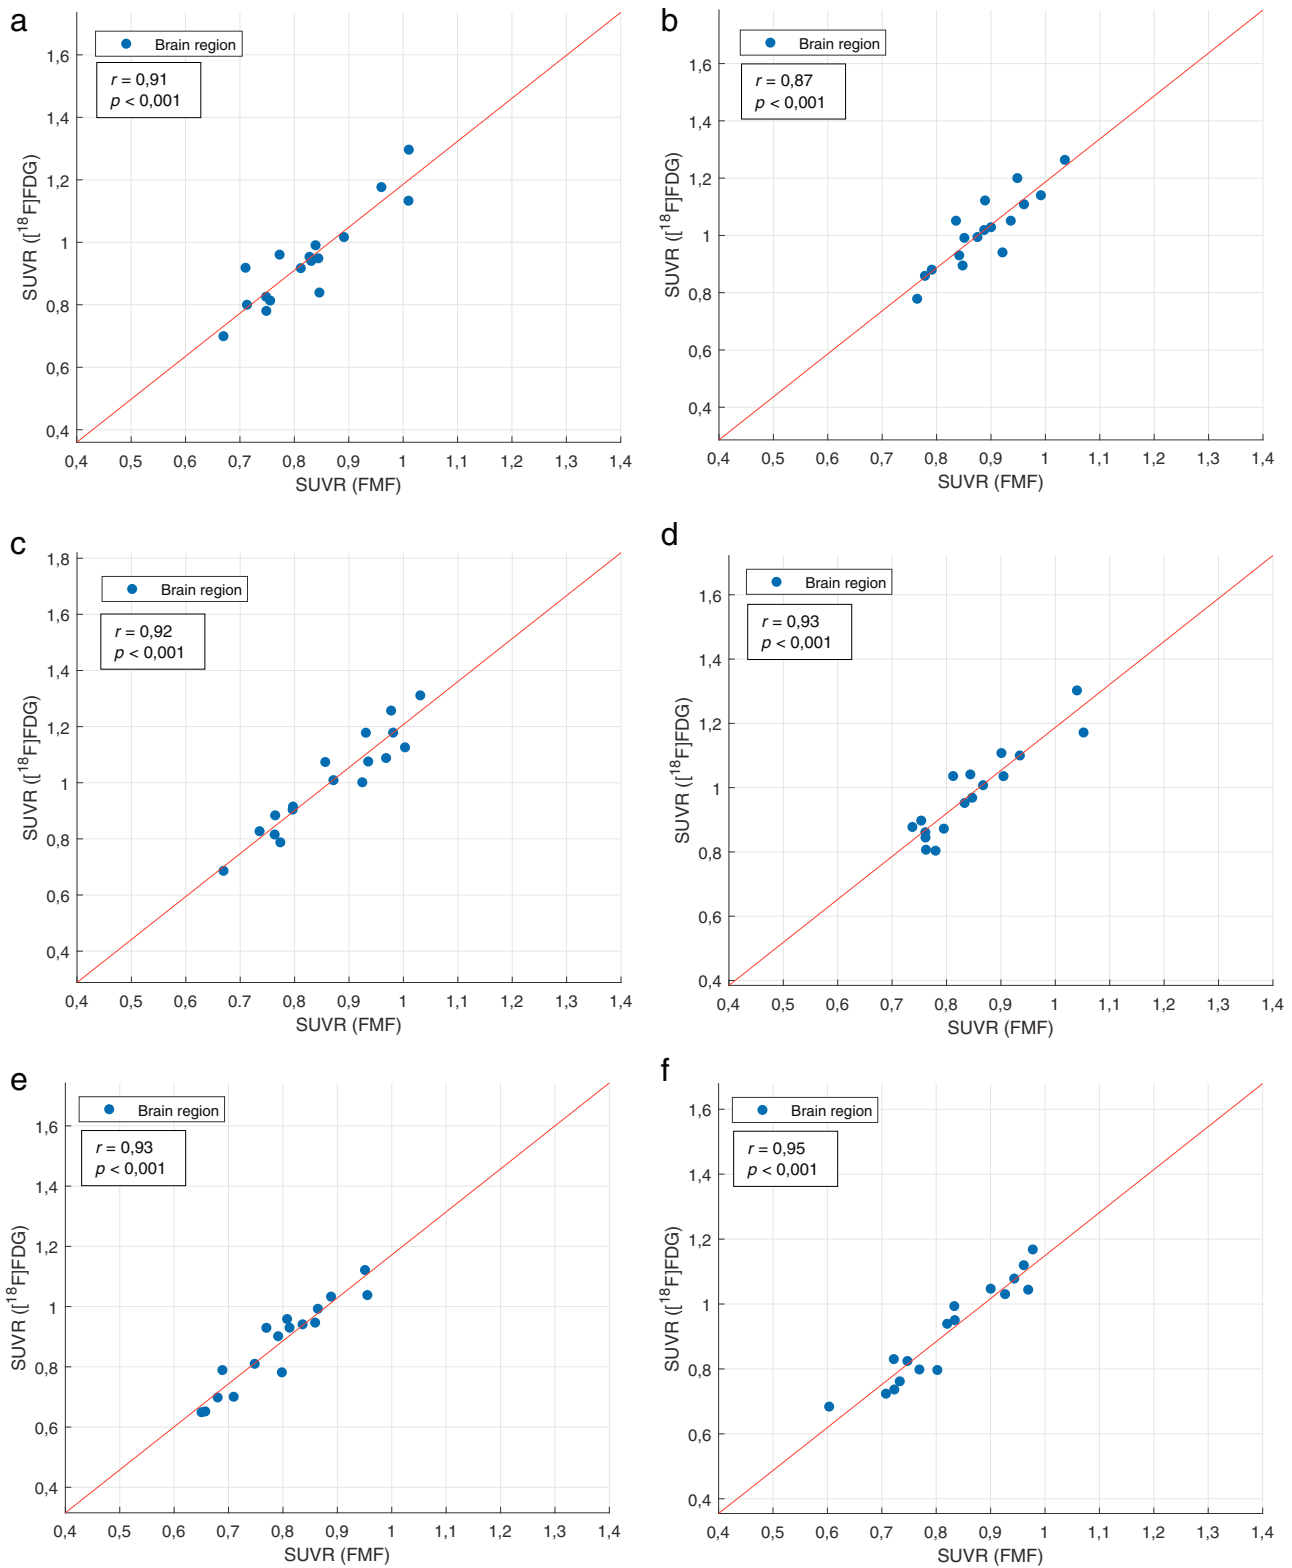 a
Brain region
r = 0,91
p < 0,001
1,6
1,4
1,2
1
0,8
0,6
0,4
SUVR ([18F]FDG)
0,4 0,5 0,6 0,7 0,8 0,9 1 1,1 1,2 1,3 1,4
SUVR (FMF)
b
Brain region
r = 0,87
p < 0,001
1,6
1,4
1,2
1
0,8
0,6
0,4
SUVR ([18F]FDG)
0,4 0,5 0,6 0,7 0,8 0,9 1 1,1 1,2 1,3 1,4
SUVR (FMF)
c
Brain region
r = 0,92
p < 0,001
1,8
1,6
1,4
1,2
1
0,8
0,6
0,4
SUVR ([18F]FDG)
0,4 0,5 0,6 0,7 0,8 0,9 1 1,1 1,2 1,3 1,4
SUVR (FMF)
d
Brain region
r = 0,93
p < 0,001
1,6
1,4
1,2
1
0,8
0,6
0,4
SUVR ([18F]FDG)
0,4 0,5 0,6 0,7 0,8 0,9 1 1,1 1,2 1,3 1,4
SUVR (FMF)
e
Brain region
r = 0,93
p < 0,001
1,6
1,4
1,2
1
0,8
0,6
0,4
SUVR ([18F]FDG)
0,4 0,5 0,6 0,7 0,8 0,9 1 1,1 1,2 1,3 1,4
SUVR (FMF)
f
Brain region
r = 0,95
p < 0,001
1,6
1,4
1,2
1
0,8
0,6
0,4
SUVR ([18F]FDG)
0,4 0,5 0,6 0,7 0,8 0,9 1 1,1 1,2 1,3 1,4
SUVR (FMF)